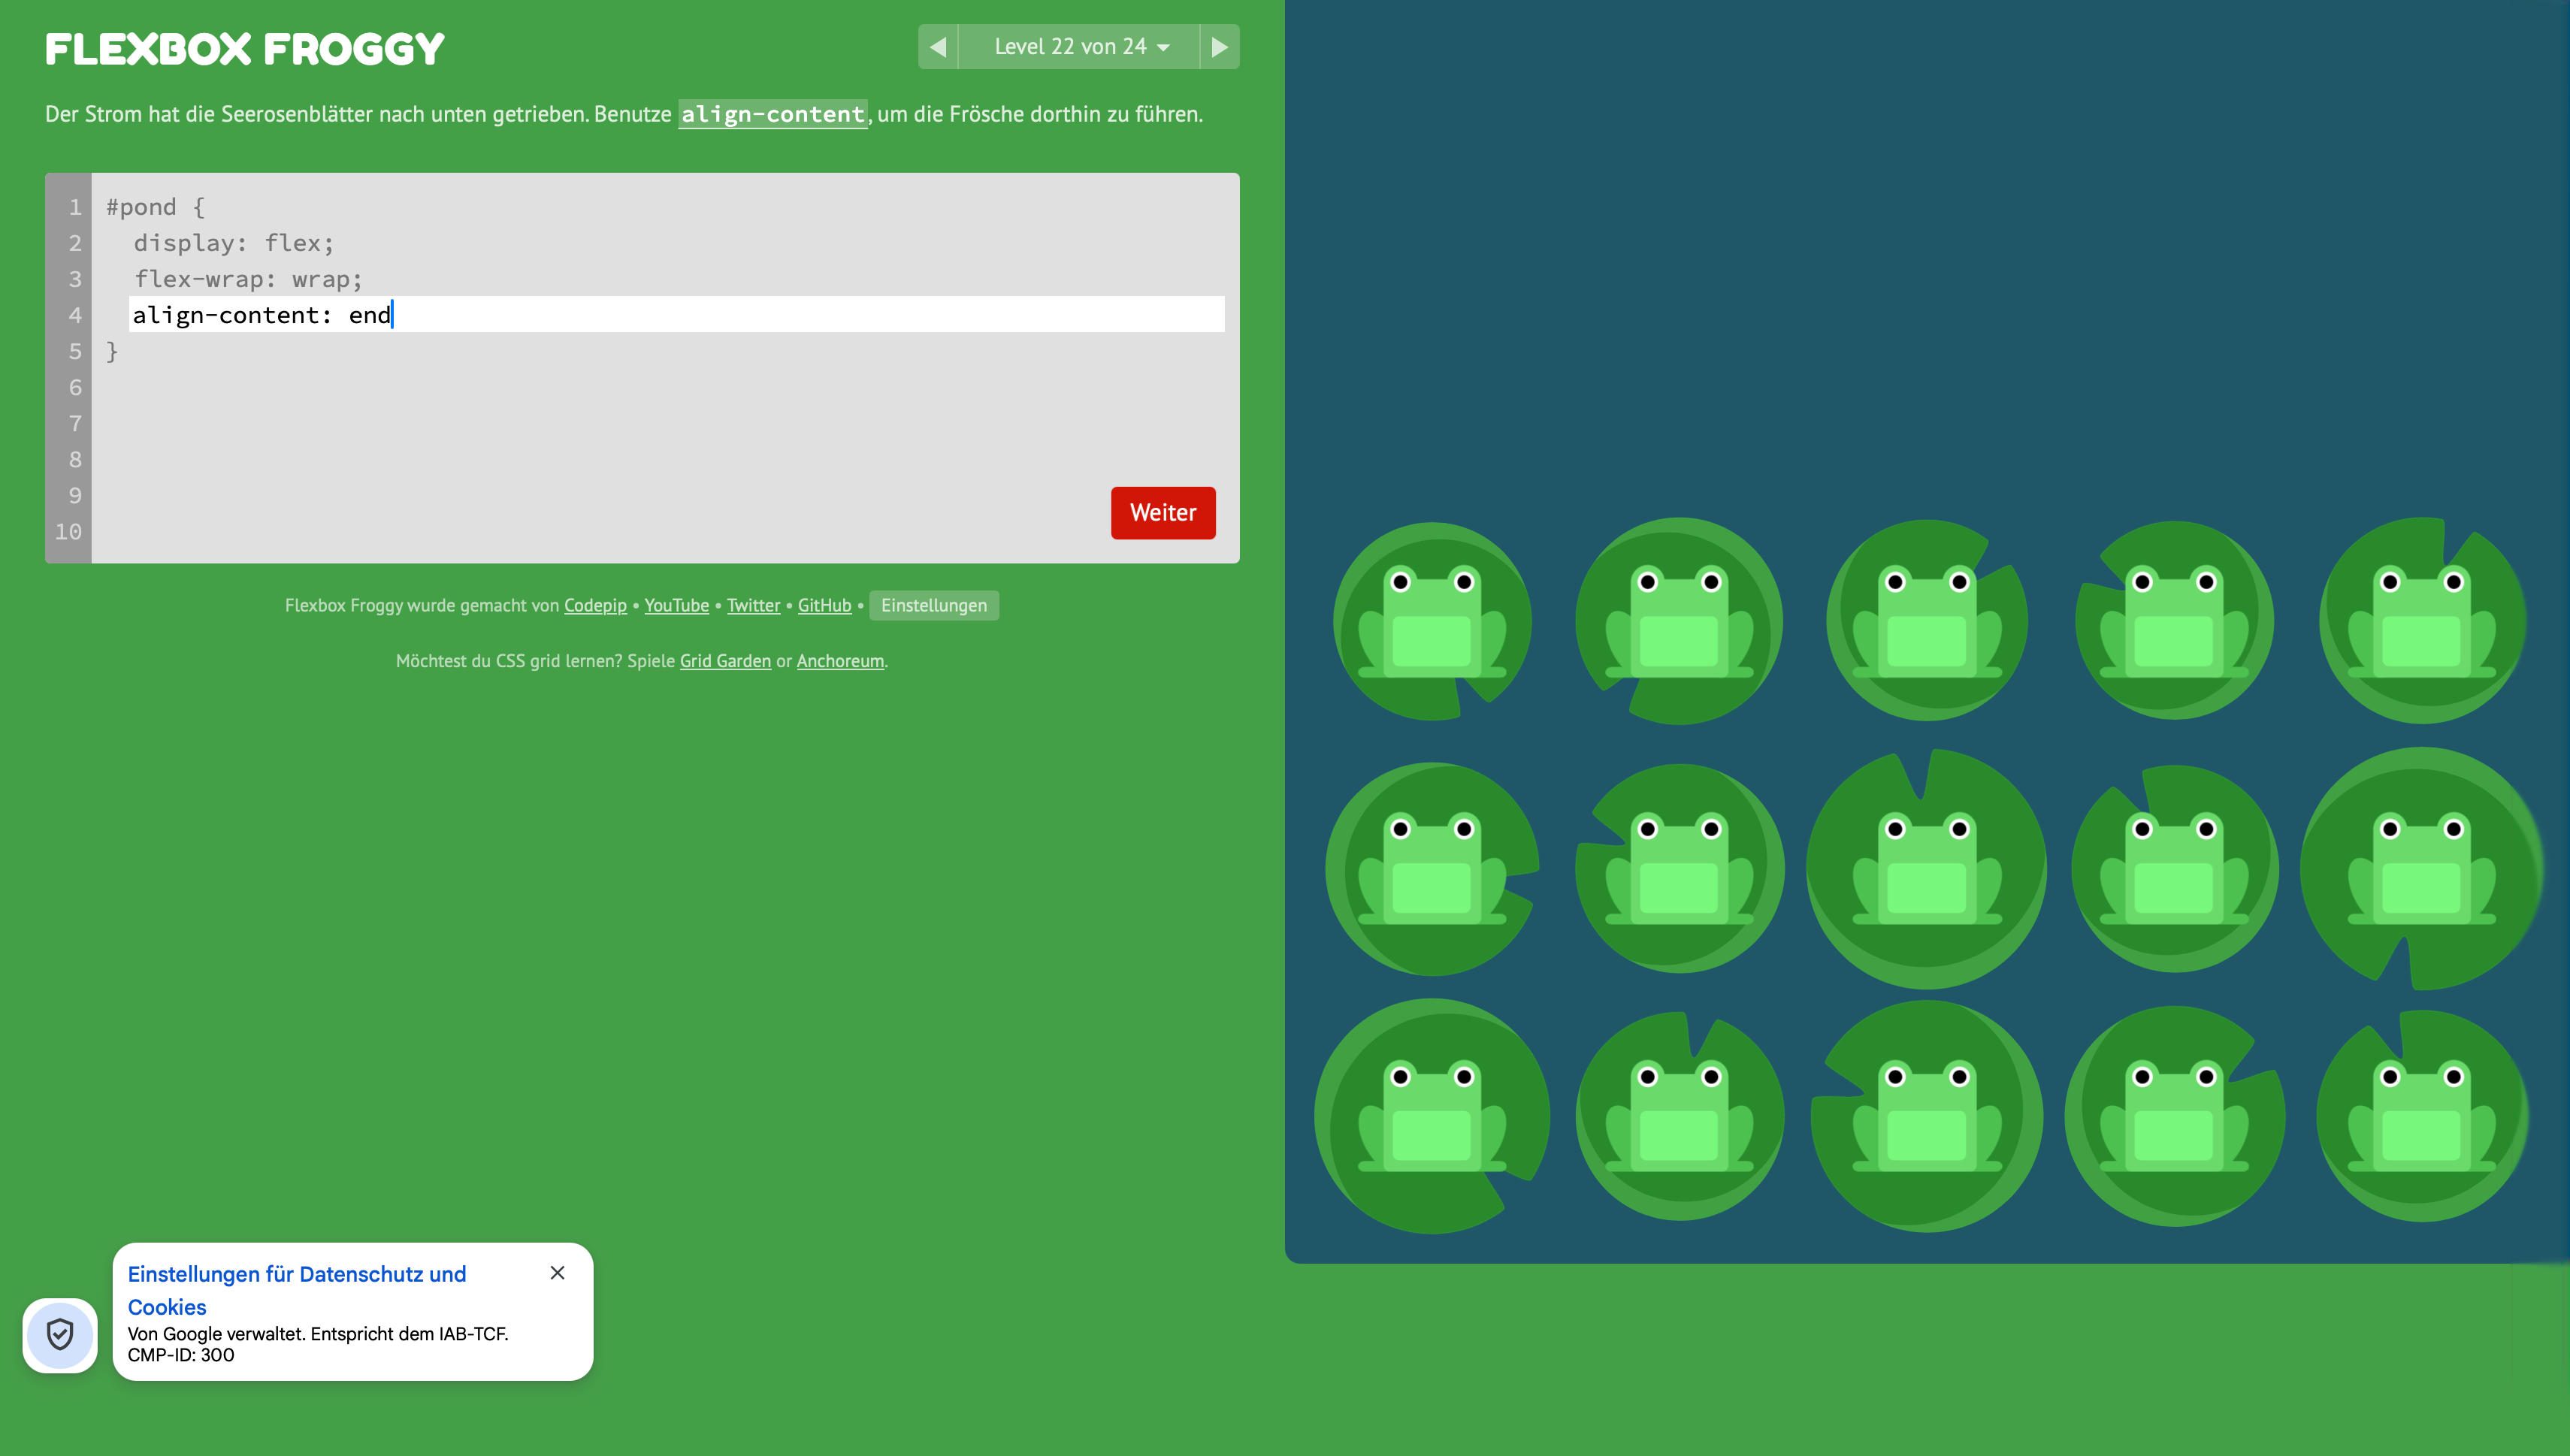 FLEXBOX FROGGY
Level 22 von 24
Der Strom hat die Seerosenblätter nach unten getrieben. Benutze align-content, um die Frösche dorthin zu führen.
1 #pond {
2 display: flex;
3 flex-wrap: wrap;
4 align-content: end
5 }
6
7
8
9
10
Weiter
Flexbox Froggy wurde gemacht von Codepip • YouTube • Twitter • GitHub • Einstellungen
Möchtest du CSS grid lernen? Spiele Grid Garden or Anchoreum.
Einstellungen für Datenschutz und
Cookies
Von Google verwaltet. Entspricht dem IAB-TCF.
CMP-ID: 300